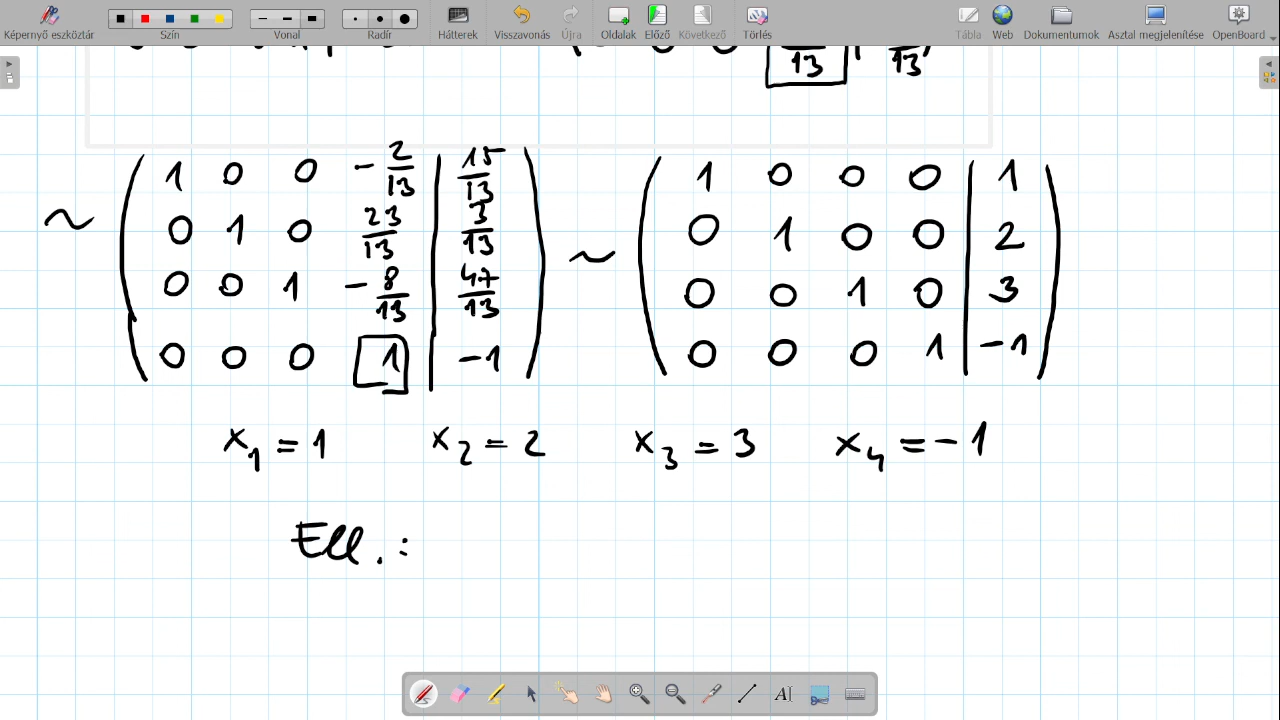 Képernyő eszköztár Szín Vonal Radír Hátterek Visszavonás Újra Oldalak Előző Következő Törlés Tábla Web Dokumentumok Asztal megjelenítése OpenBoard
13 13
~ ( 1 0 0 -2/13 | 15/13 ) ~ ( 1 0 0 0 | 1 )
( 0 1 0 23/13 | 3/13 ) ( 0 1 0 0 | 2 )
( 0 0 1 -8/13 | 47/13 ) ( 0 0 1 0 | 3 )
( 0 0 0 1 | -1 ) ( 0 0 0 1 | -1 )
x₁ = 1 x₂ = 2 x₃ = 3 x₄ = -1
Ell. :